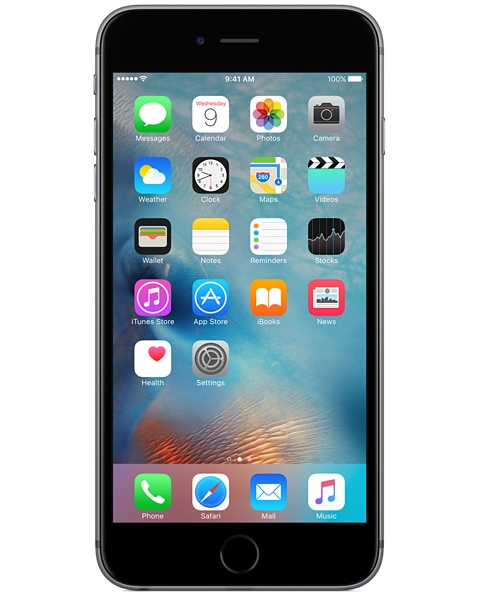 9:41 AM
100%
Messages
Wednesday
9
Calendar
Photos
Camera
Weather
Clock
280
Maps
Videos
Wallet
Notes
Reminders
Stocks
iTunes Store
App Store
iBooks
News
Health
Settings
Phone
Safari
Mail
Music